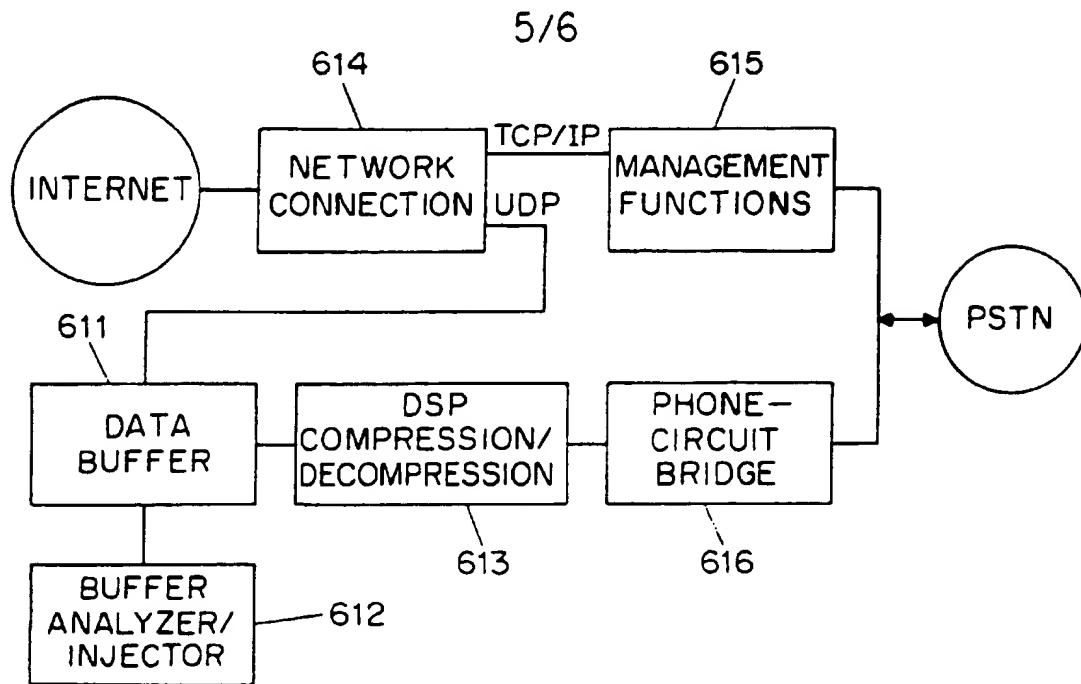 5/6
614
615
INTERNET
NETWORK
CONNECTION
TCP/IP
UDP
MANAGEMENT
FUNCTIONS
PSTN
611
DATA
BUFFER
DSP
COMPRESSION/
DECOMPRESSION
PHONE-
CIRCUIT
BRIDGE
613
616
BUFFER
ANALYZER/
INJECTOR
612